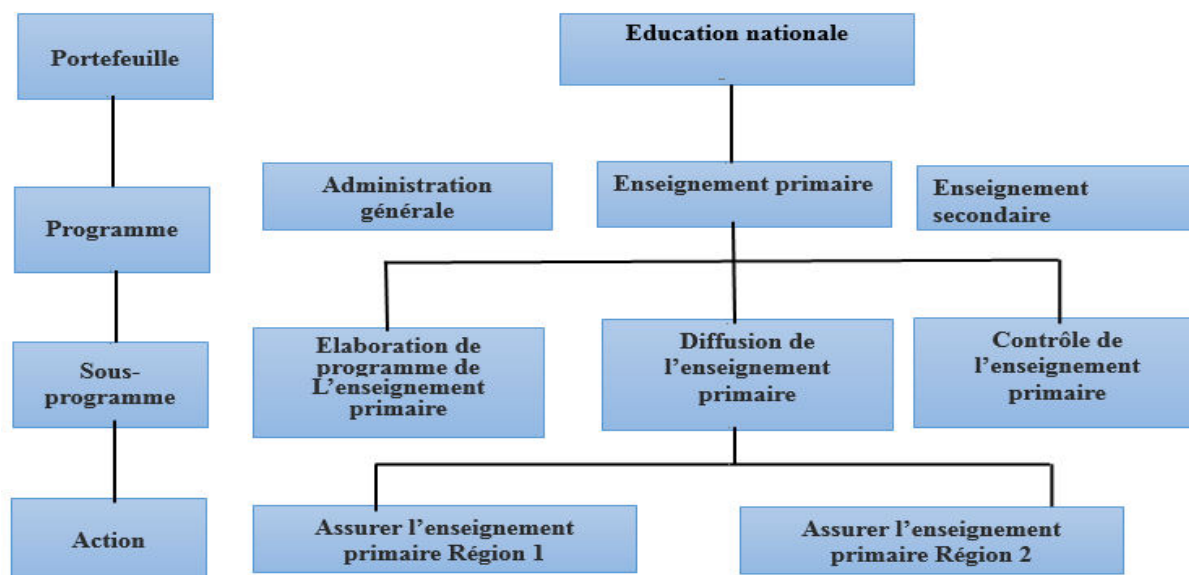 Portefeuille
Education nationale
Programme
Administration
générale
Enseignement primaire
Enseignement
secondaire
Sous-
programme
Elaboration de
programme de
L’enseignement
primaire
Diffusion de
l’enseignement
primaire
Contrôle de
l’enseignement
primaire
Action
Assurer l’enseignement
primaire Région 1
Assurer l’enseignement
primaire Région 2